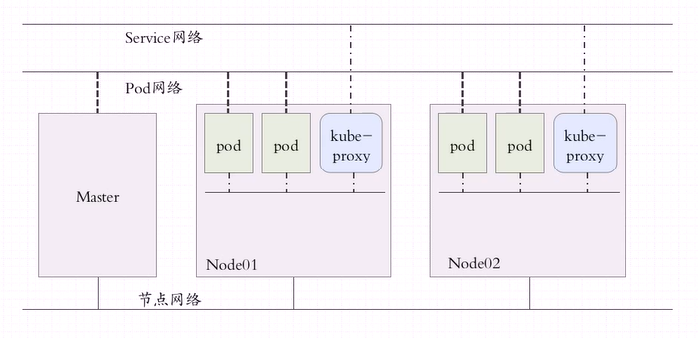 Service网络
Pod网络
Master
pod
pod
kube-
proxy
Node01
pod
pod
kube-
proxy
Node02
节点网络